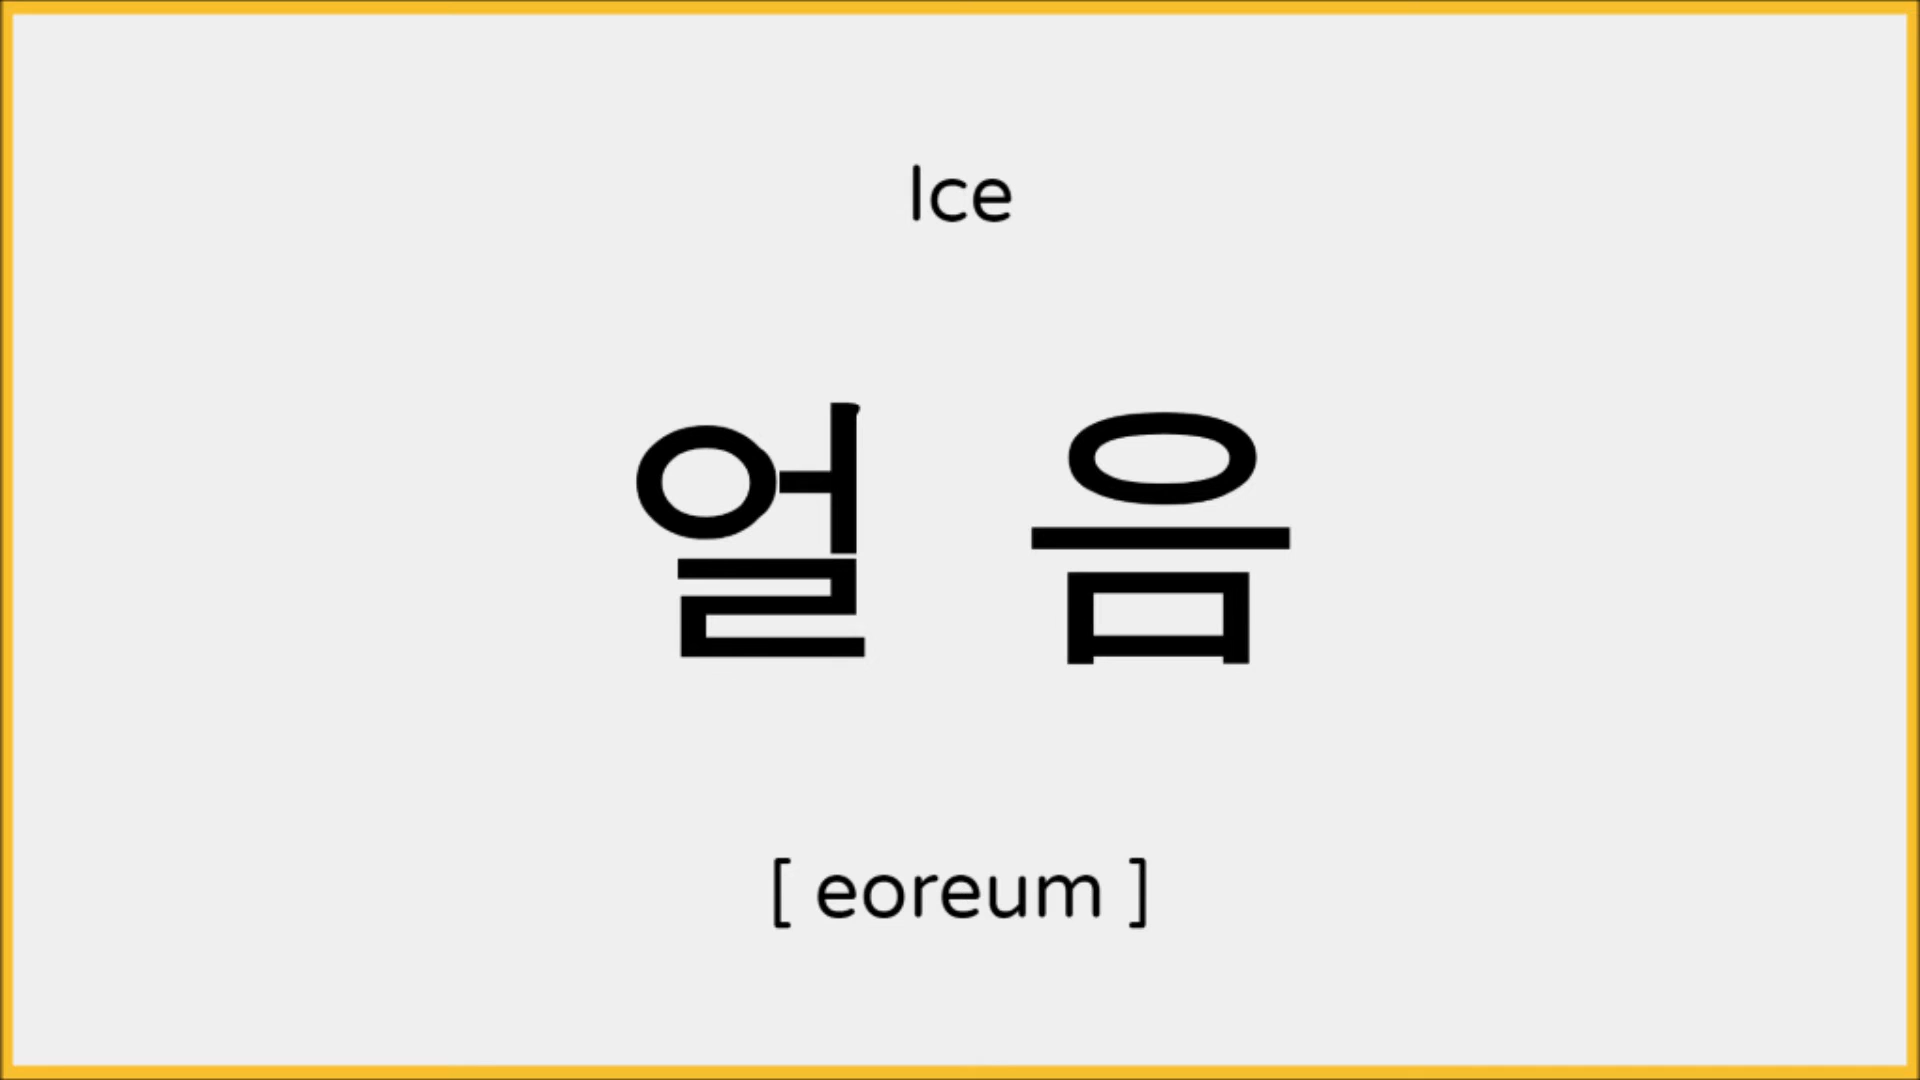 Ice
얼 음
[ eoreum ]